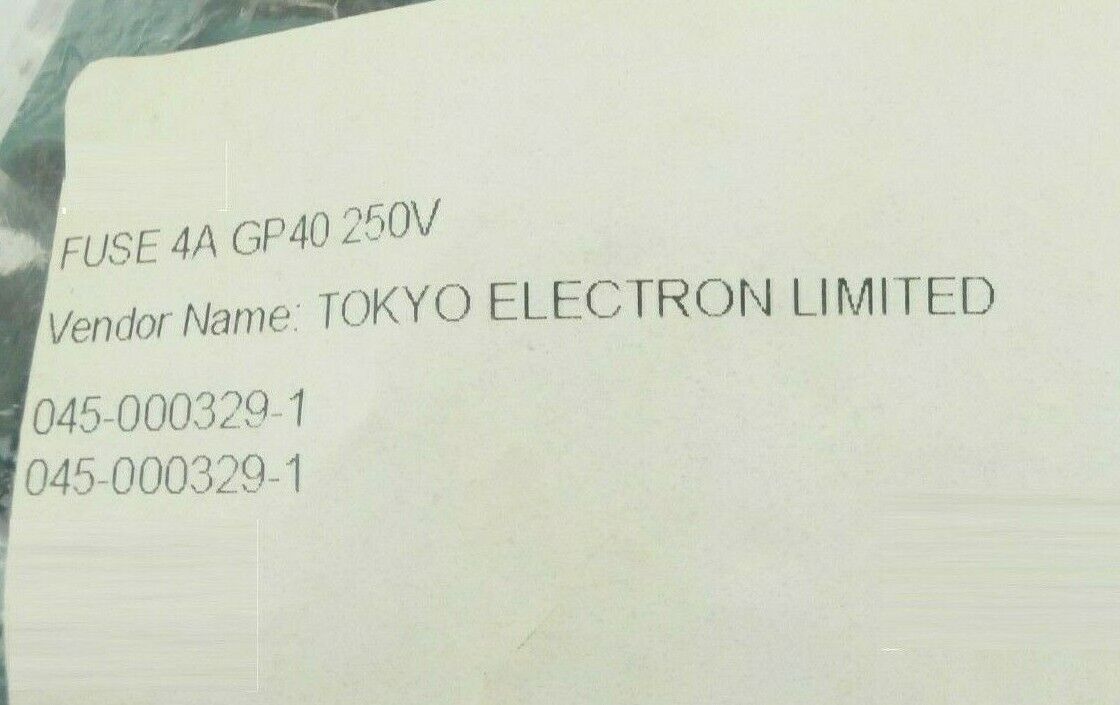 FUSE 4A GP40 250V
Vendor Name: TOKYO ELECTRON LIMITED
045-000329-1
045-000329-1